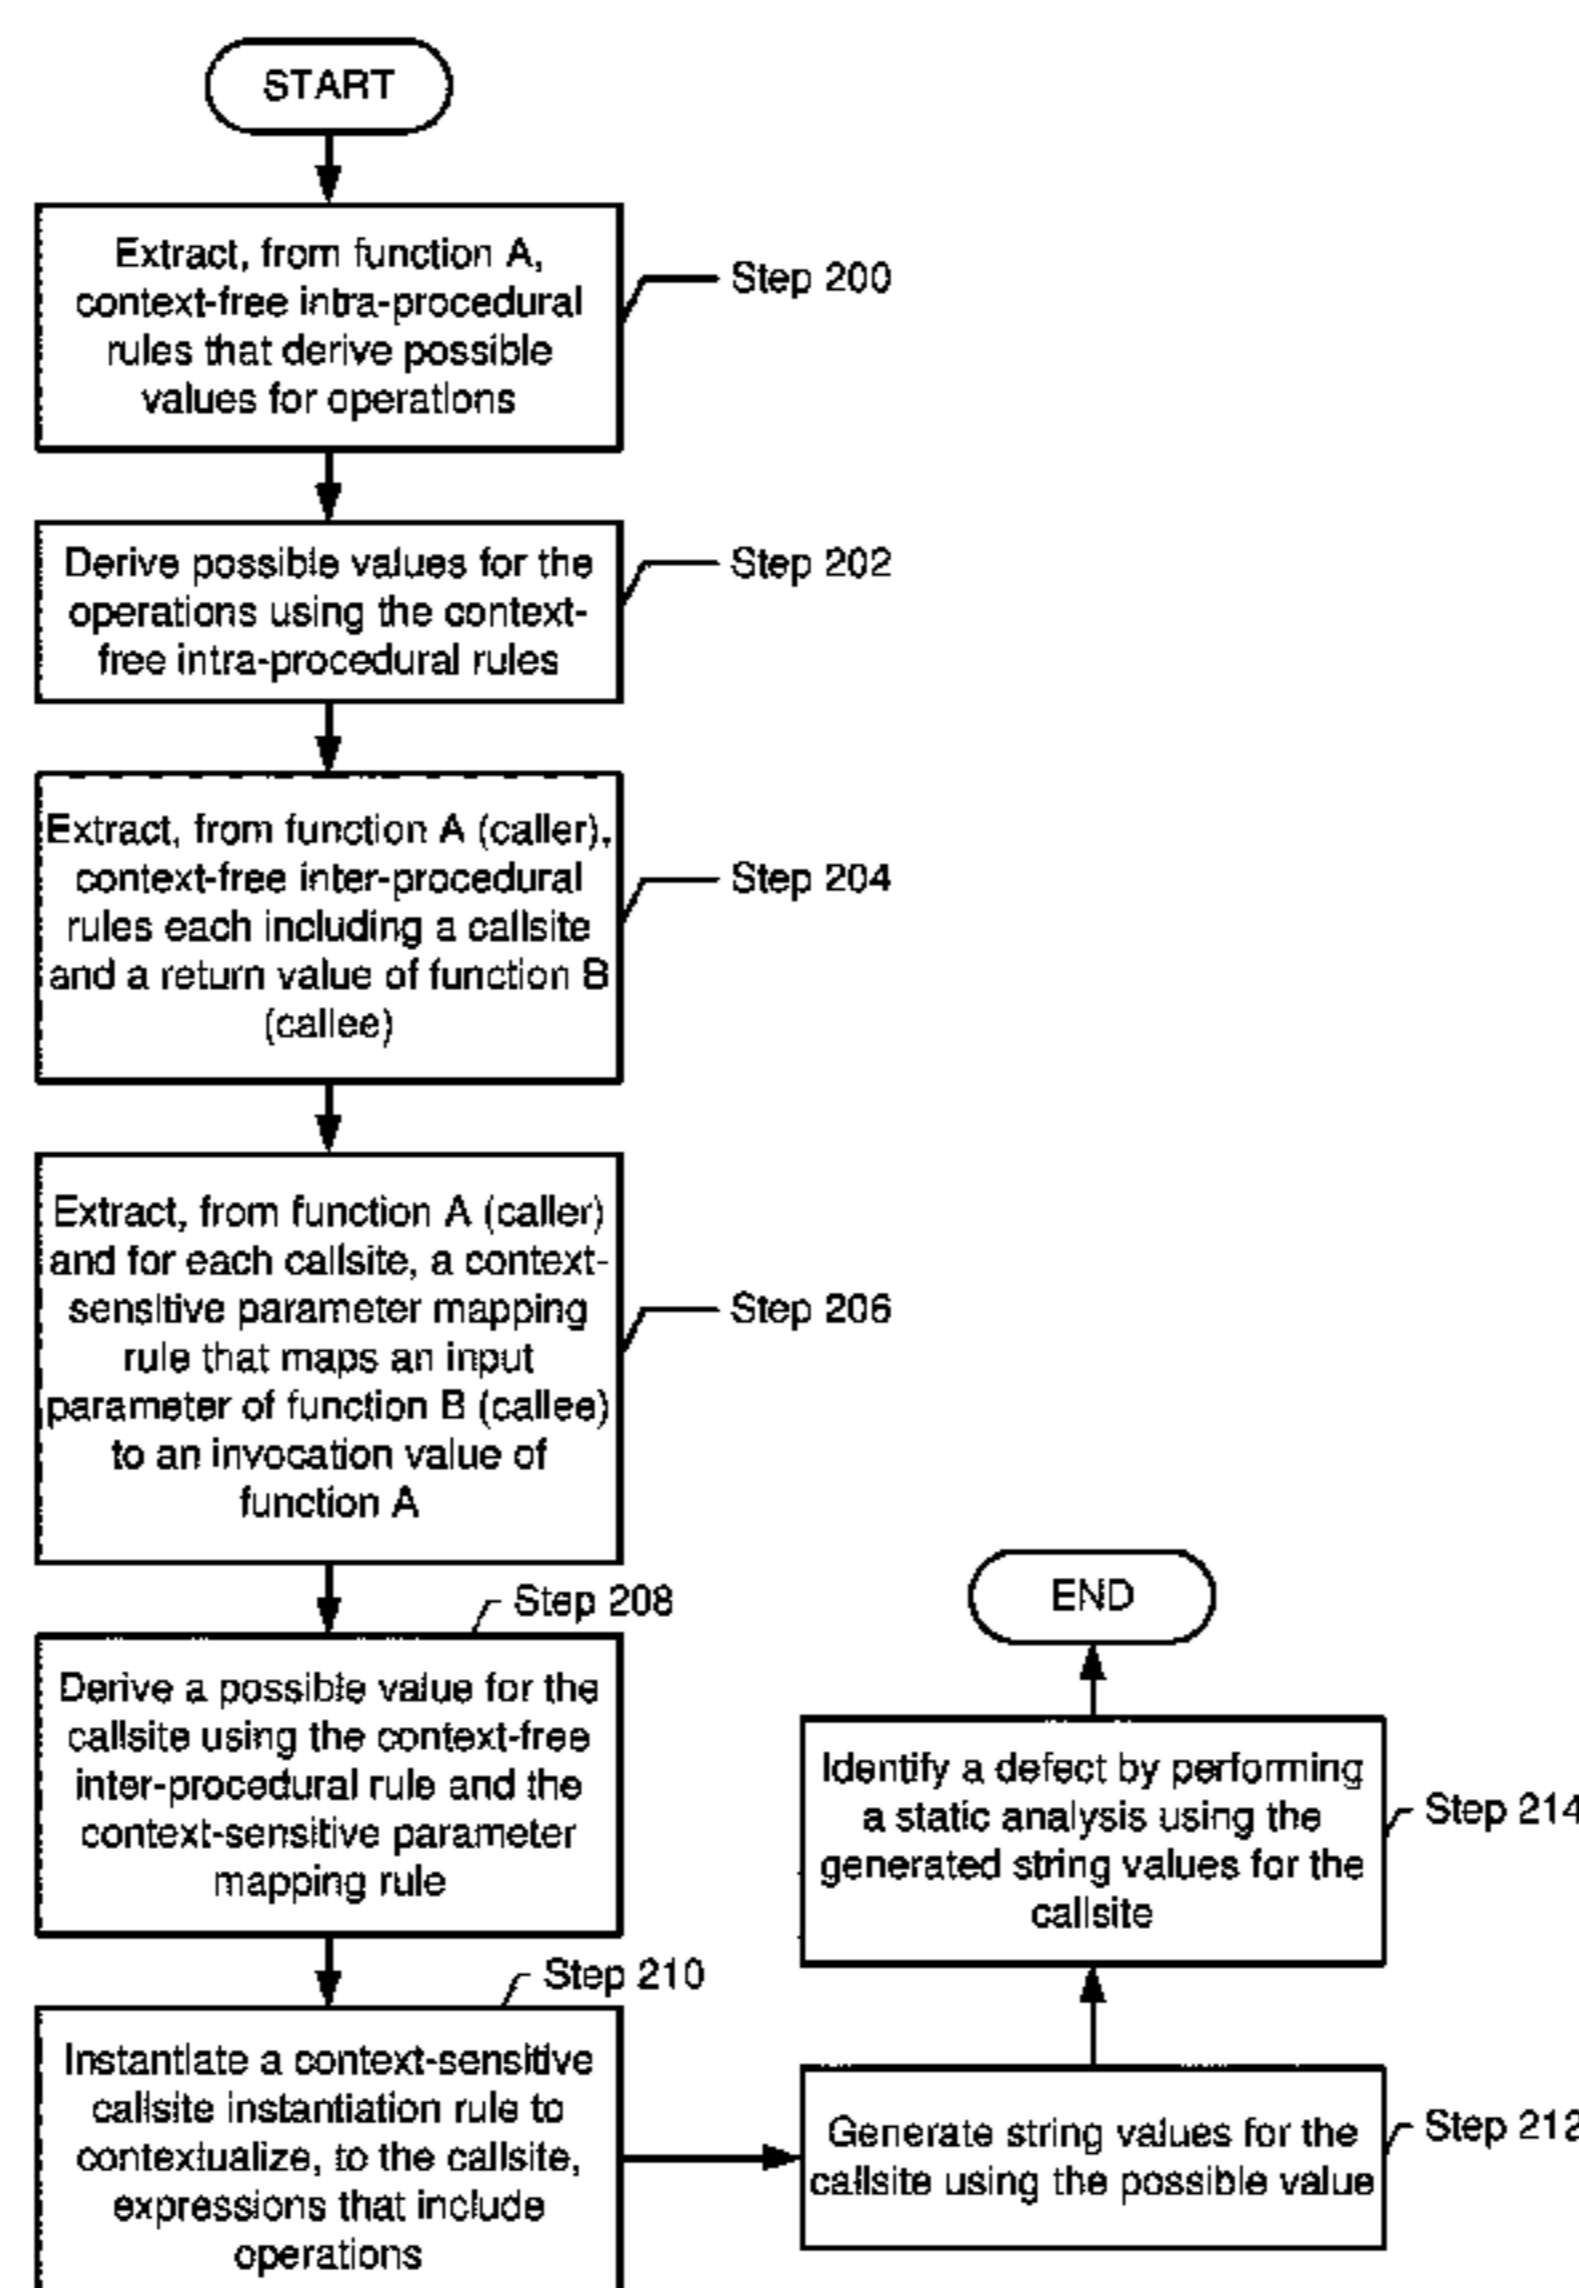 START
Extract, from function A,
context-free intra-procedural
rules that derive possible
values for operations
Step 200
Derive possible values for the
operations using the context-
free intra-procedural rules
Step 202
Extract, from function A (caller),
context-free inter-procedural
rules each including a callsite
and a return value of function B
(callee)
Step 204
Extract, from function A (caller)
and for each callsite, a context-
sensitive parameter mapping
rule that maps an input
parameter of function B (callee)
to an invocation value of
function A
Step 206
Step 208
Derive a possible value for the
callsite using the context-free
inter-procedural rule and the
context-sensitive parameter
mapping rule
Step 210
Instantiate a context-sensitive
callsite instantiation rule to
contextualize, to the callsite,
expressions that include
operations
Generate string values for the
callsite using the possible value
Step 212
Identify a defect by performing
a static analysis using the
generated string values for the
callsite
Step 214
END